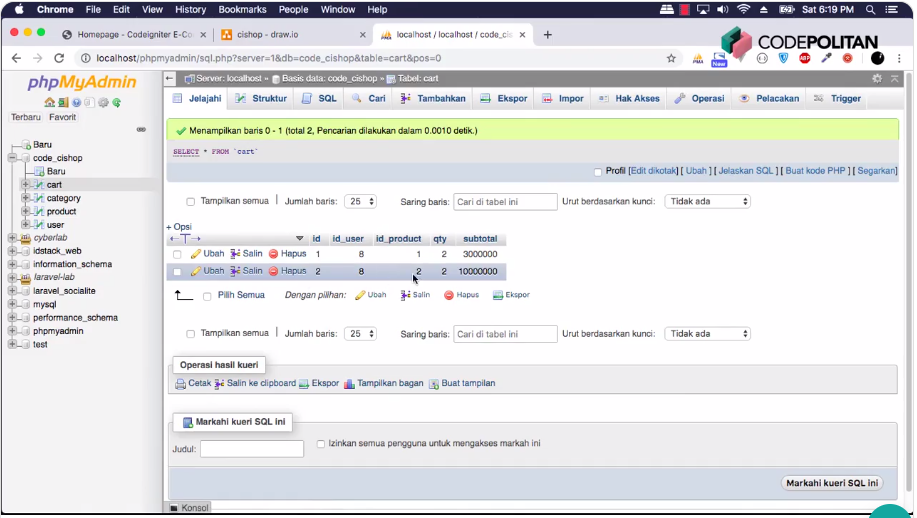 Chrome File Edit View History Bookmarks People Window Help Sat 6:19 PM
Homepage - Codeigniter E-Co cishop - draw.io localhost / localhost / code_ci
localhost/phpmyadmin/sql.php?server=1&db=code_cishop&table=cart&pos=0
New
ABP
CODEPOLITAN
phpMyAdmin
Terbaru Favorit
Baru
code_cishop
Baru
cart
category
product
user
cyberlab
idstack_web
information_schema
laravel-lab
laravel_socialite
mysql
performance_schema
phpmyadmin
test
Server: localhost » Basis data: code_cishop » Tabel: cart
Jelajahi Struktur SQL Cari Tambahkan Ekspor Impor Hak Akses Operasi Pelacakan Trigger
Menampilkan baris 0 - 1 (total 2, Pencarian dilakukan dalam 0.0010 detik.)
SELECT * FROM `cart`
Profil [Edit dikotak] [ Ubah ] [ Jelaskan SQL ] [ Buat kode PHP ] [ Segarkan]
Tampilkan semua | Jumlah baris: 25 Saring baris: Cari di tabel ini Urut berdasarkan kunci: Tidak ada
+ Opsi
←T→ id id_user id_product qty subtotal
Ubah Salin Hapus 1 8 1 2 3000000
Ubah Salin Hapus 2 8 2 2 10000000
Pilih Semua Dengan pilihan: Ubah Salin Hapus Ekspor
Tampilkan semua | Jumlah baris: 25 Saring baris: Cari di tabel ini Urut berdasarkan kunci: Tidak ada
Operasi hasil kueri
Cetak Salin ke clipboard Ekspor Tampilkan bagan Buat tampilan
Markahi kueri SQL ini
Judul: Izinkan semua pengguna untuk mengakses markah ini
Markahi kueri SQL ini
Konsol